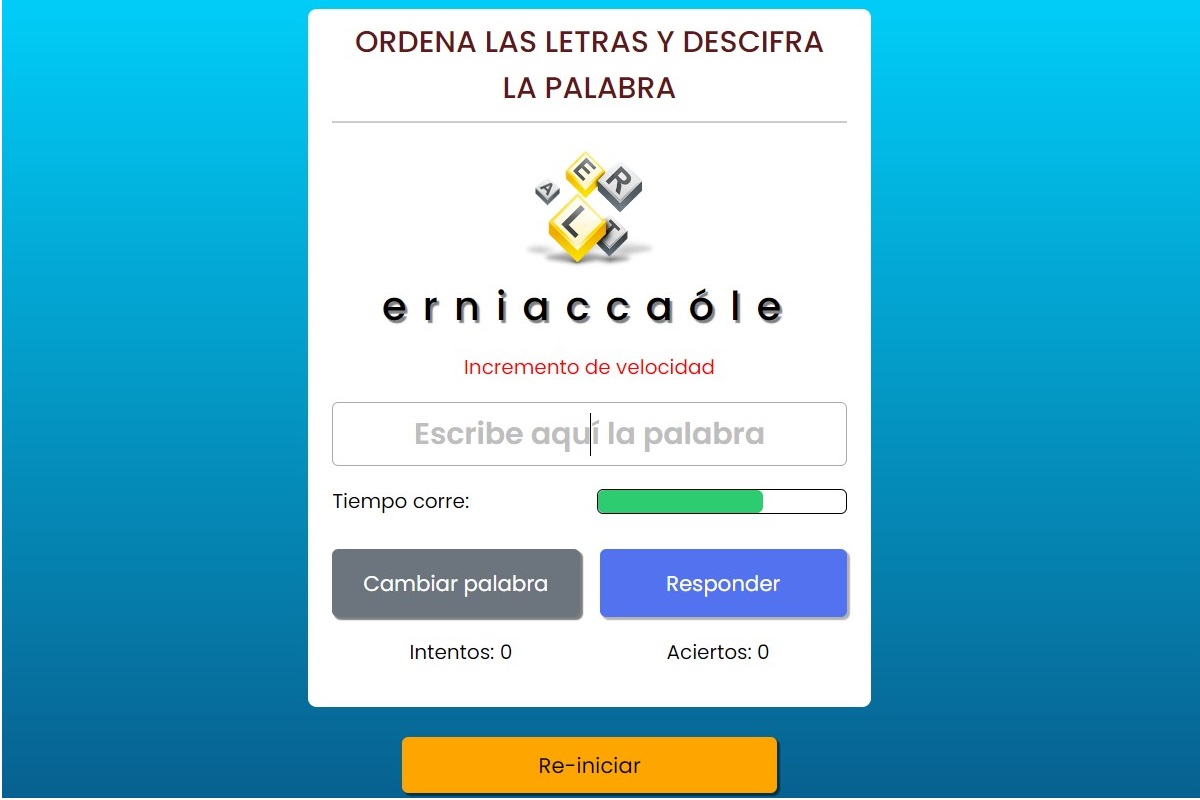 ORDENA LAS LETRAS Y DESCIFRA
LA PALABRA
A E R L T
e r n i a c c a ó l e
Incremento de velocidad
Escribe aquí la palabra
Tiempo corre:
Cambiar palabra Responder
Intentos: 0 Aciertos: 0
Re-iniciar